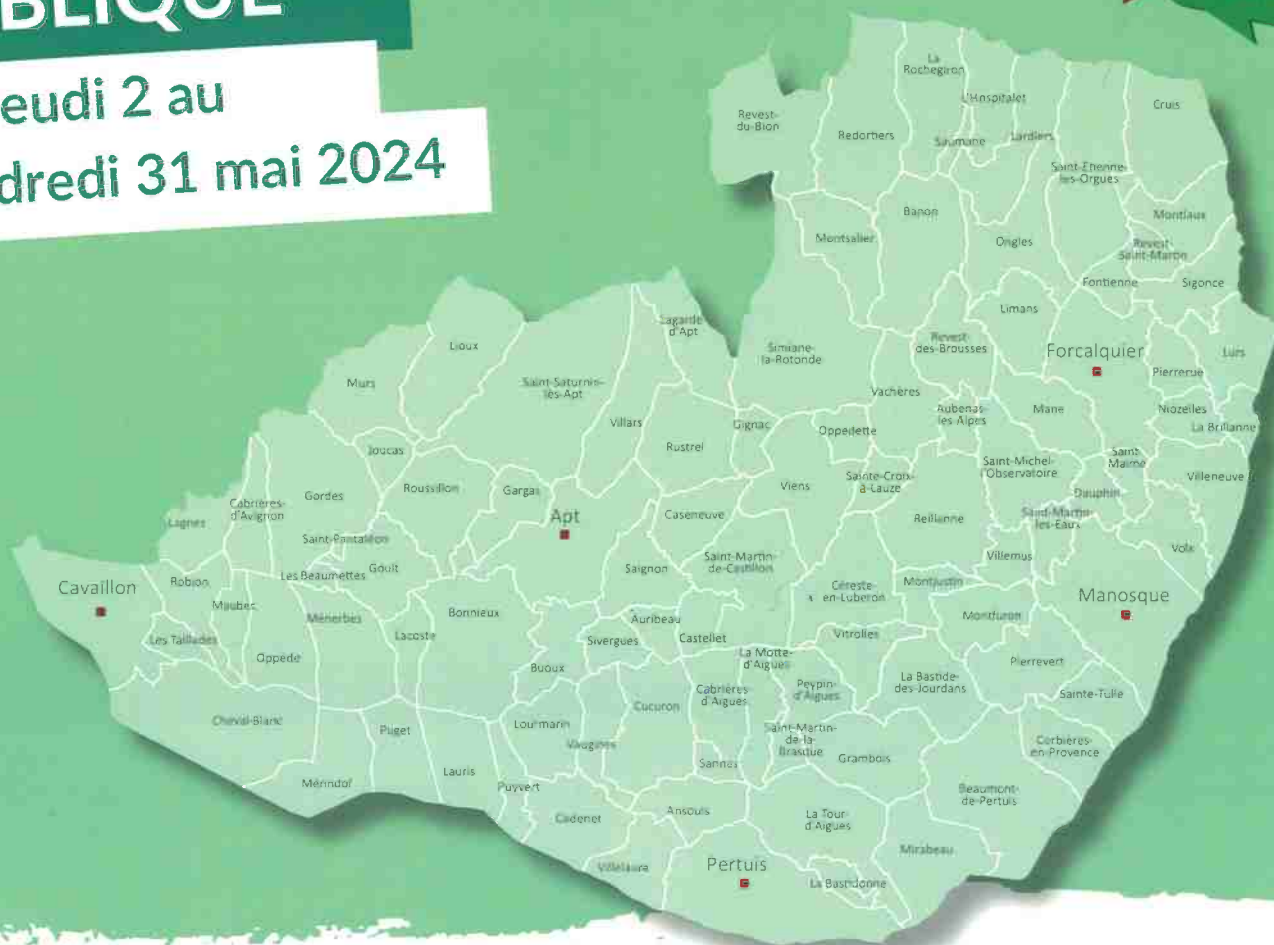 BLIQUE
eudi 2 au
dredi 31 mai 2024
La
Rochegiron
L'Hospitalet
Cruis
Revest-
du-Bion
Redortiers
Saumane
Lardiers
Saint-Etienne-
les-Orgues
Banon
Montlaux
Montsalier
Ongles
Revest-
Saint-Martin
Fontienne
Sigonce
Limans
Lagarde
d'Apt
Lioux
Simiane-
la-Rotonde
Revest-
des-Brousses
Forcalquier
Lurs
Pierrerue
Murs
Saint-Saturnin-
lès-Apt
Vachères
Villars
Gignac
Oppedette
Aubenas-
les-Alpes
Mane
Niozelles
La Brillanne
Joucas
Rustrel
Saint-Michel-
l'Observatoire
Saint-
Maime
Villeneuve
Gordes
Roussillon
Gargas
Viens
Sainte-Croix-
à-Lauze
Dauphin
Cabrières-
d'Avignon
Lagnes
Apt
Caseneuve
Reillanne
Saint-Martin-
les-Eaux
Saint-Pantaléon
Volx
Villemus
Saint-Martin-
de-Castillon
Saignon
Goult
Les Beaumettes
Cavaillon
Robion
Céreste-
en-Luberon
Montjustin
Manosque
Maubec
Ménerbes
Bonnieux
Auribeau
Montfuron
Les Taillades
Lacoste
Sivergues
Castellet
Vitrolles
Oppède
La Motte-
d'Aigues
Pierrevert
Buoux
Cabrières-
d'Aigues
Peypin-
d'Aigues
La Bastide-
des-Jourdans
Sainte-Tulle
Cucuron
Cheval-Blanc
Puget
Lourmarin
Vaugines
Saint-Martin-
de-la-
Brasque
Corbières-
en-Provence
Sannes
Grambois
Lauris
Mérindol
Puyvert
Beaumont-
de-Pertuis
Cadenet
Ansouis
La Tour-
d'Aigues
Mirabeau
Villelaure
Pertuis
La Bastidonne